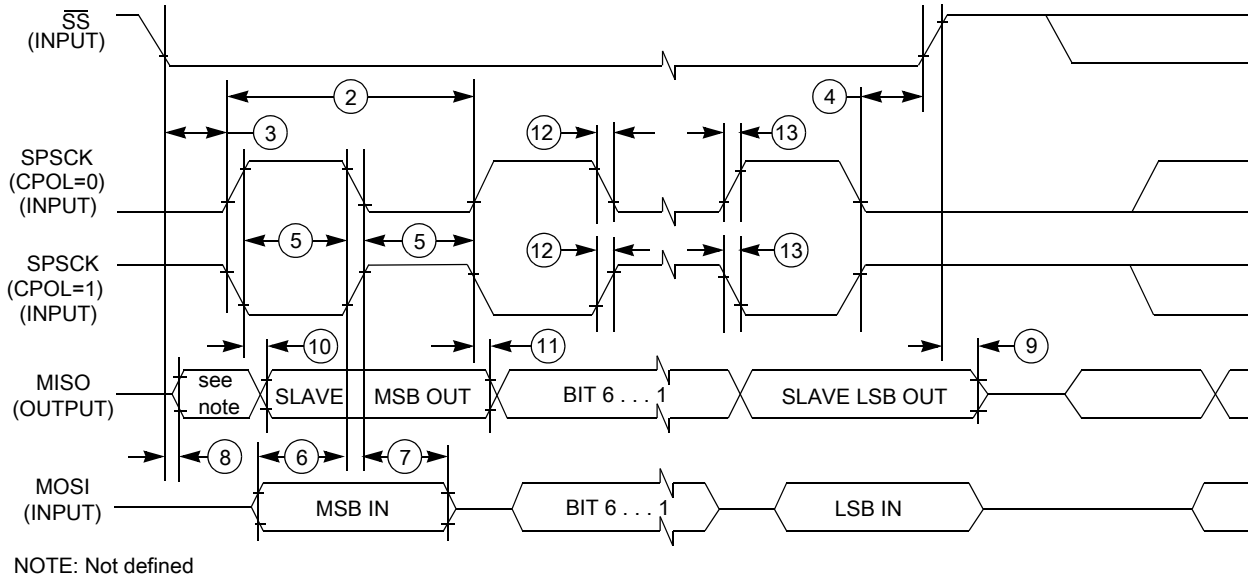 SS
(INPUT)
2
4
3
12
13
SPSCK
(CPOL=0)
(INPUT)
5
5
SPSCK
(CPOL=1)
(INPUT)
12
13
10
11
9
MISO
(OUTPUT)
see
note
SLAVE
MSB OUT
BIT 6 . . . 1
SLAVE LSB OUT
8
6
7
MOSI
(INPUT)
MSB IN
BIT 6 . . . 1
LSB IN
NOTE: Not defined